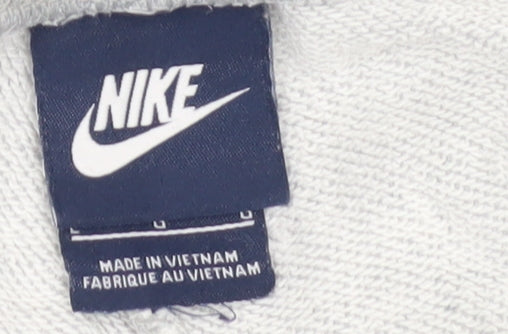 NIKE
MADE IN VIETNAM
FABRIQUE AU VIETNAM